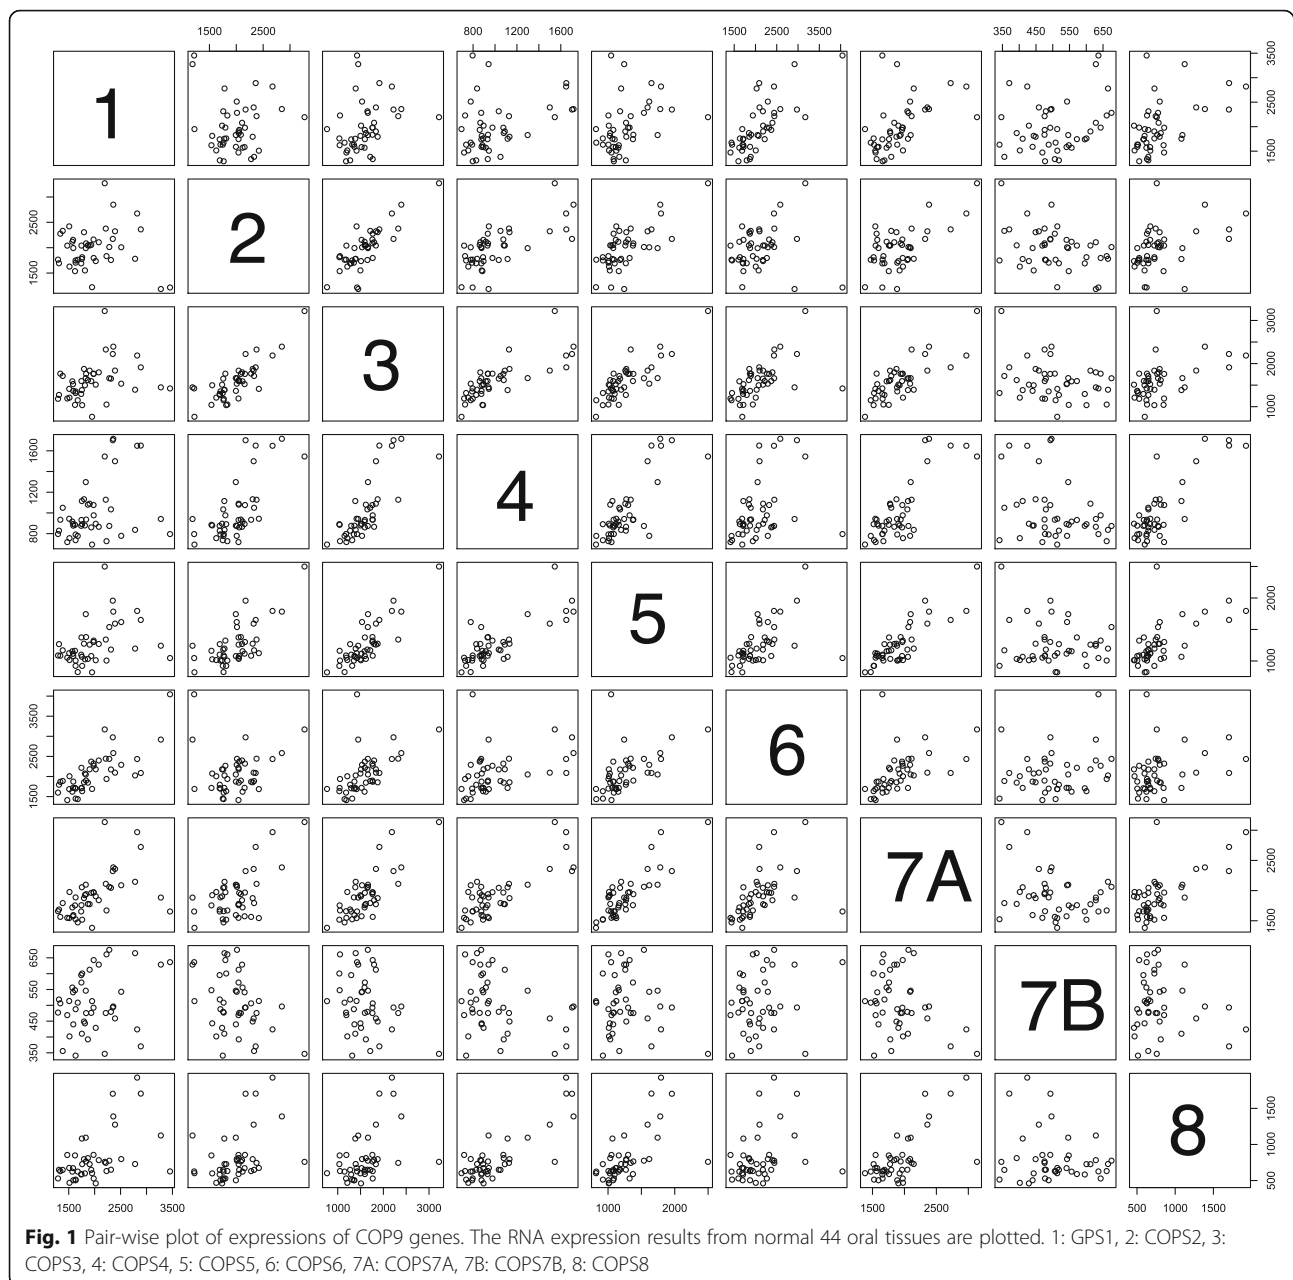 1500 2500 800 1200 1600 1500 2500 3500 350 450 550 650
1
1500 2500 3500
2
1500 2500
3
1000 2000 3000
4
800 1200 1600
5
1000 2000
6
1500 2500 3500
7A
1500 2500
7B
350 450 550 650
8
500 1000 1500
1500 2500 3500 1000 2000 3000 1000 2000 1500 2500 500 1000 1500
Fig. 1 Pair-wise plot of expressions of COP9 genes. The RNA expression results from normal 44 oral tissues are plotted. 1: GPS1, 2: COPS2, 3:
COPS3, 4: COPS4, 5: COPS5, 6: COPS6, 7A: COPS7A, 7B: COPS7B, 8: COPS8